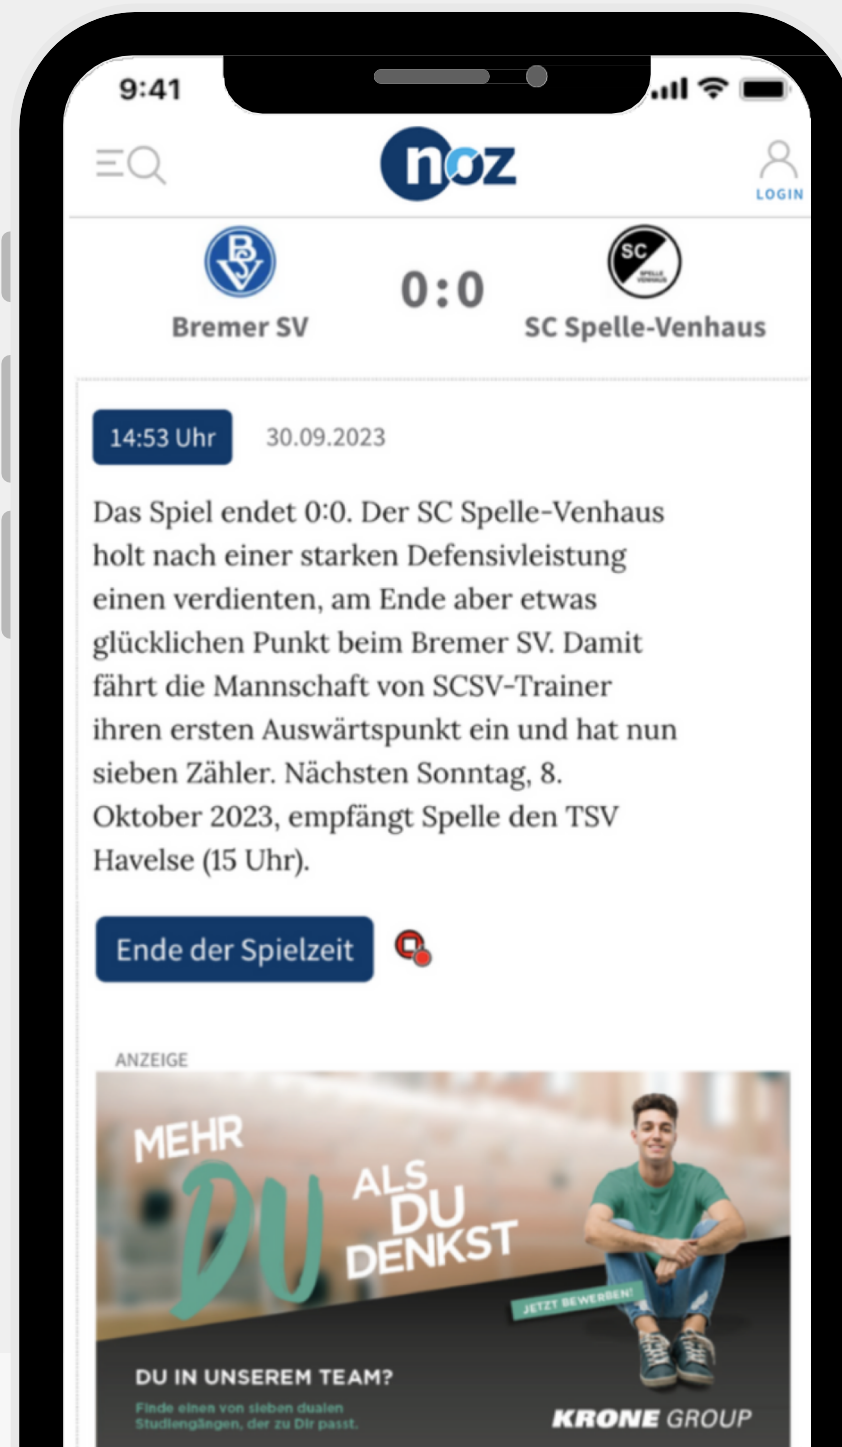 9:41
noz
LOGIN
BSV
SC
SPELLE
VENHAUS
0:0
Bremer SV
SC Spelle-Venhaus
14:53 Uhr 30.09.2023
Das Spiel endet 0:0. Der SC Spelle-Venhaus
holt nach einer starken Defensivleistung
einen verdienten, am Ende aber etwas
glücklichen Punkt beim Bremer SV. Damit
fährt die Mannschaft von SCSV-Trainer
ihren ersten Auswärtspunkt ein und hat nun
sieben Zähler. Nächsten Sonntag, 8.
Oktober 2023, empfängt Spelle den TSV
Havelse (15 Uhr).
Ende der Spielzeit
ANZEIGE
MEHR
DU
ALS
DU
DENKST
JETZT BEWERBEN!
DU IN UNSEREM TEAM?
Finde einen von sieben dualen
Studiengängen, der zu Dir passt.
KRONE GROUP